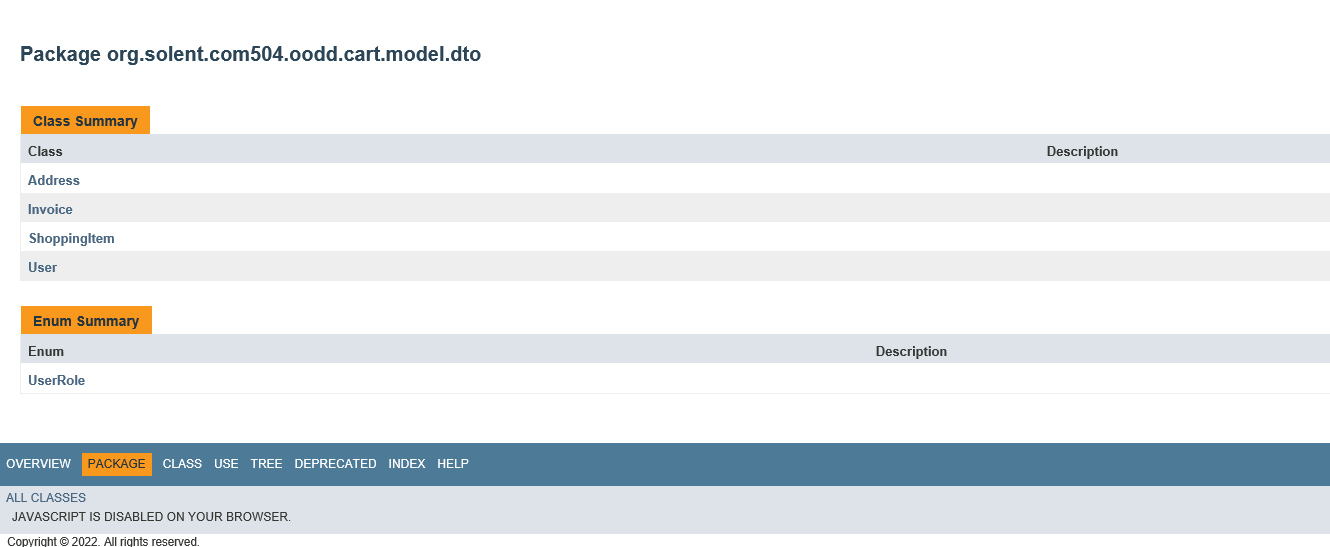 Package org.solent.com504.oodd.cart.model.dto
Class Summary
Class Description
Address
Invoice
ShoppingItem
User
Enum Summary
Enum Description
UserRole
OVERVIEW PACKAGE CLASS USE TREE DEPRECATED INDEX HELP
ALL CLASSES
JAVASCRIPT IS DISABLED ON YOUR BROWSER.
Copyright © 2022. All rights reserved.